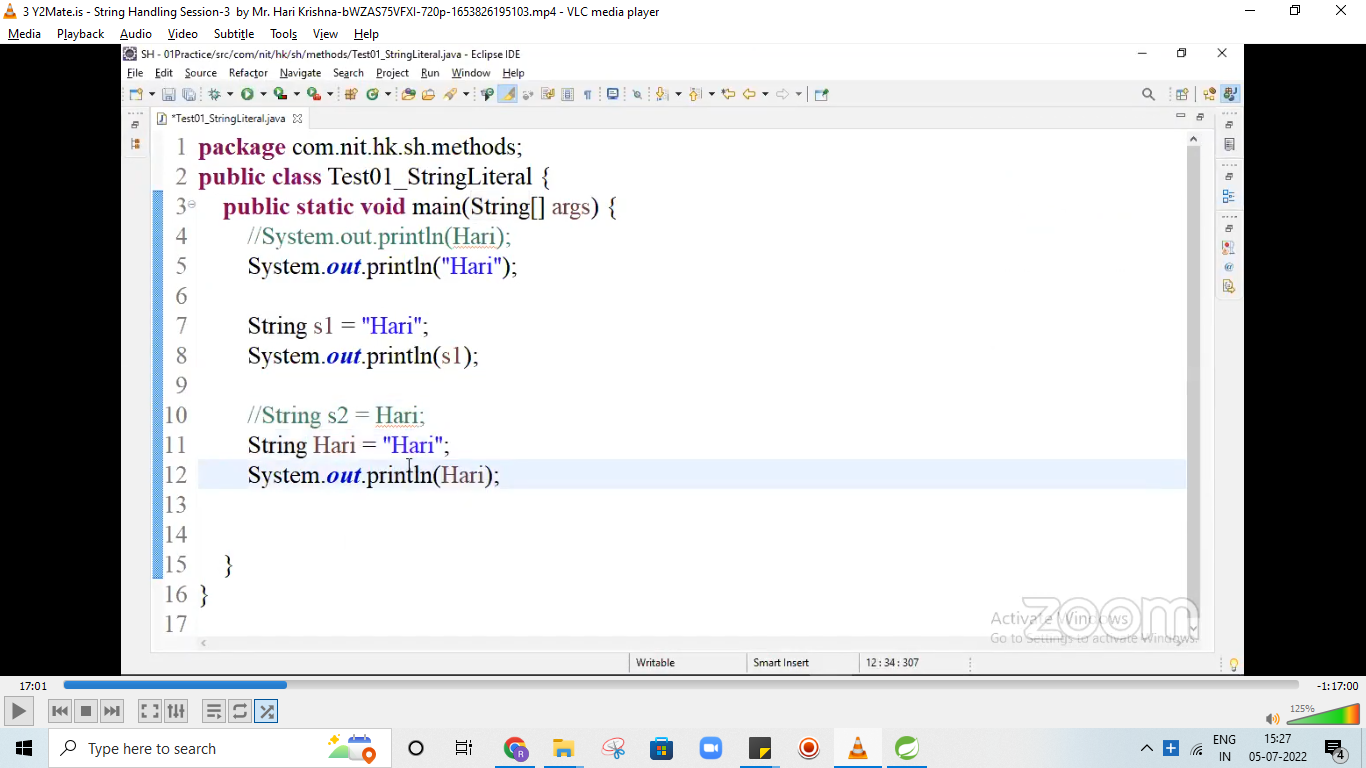 3 Y2Mate.is - String Handling Session-3 by Mr. Hari Krishna-bWZAS75VFXI-720p-1653826195103.mp4 - VLC media player
Media Playback Audio Video Subtitle Tools View Help
SH - 01Practice/src/com/nit/hk/sh/methods/Test01_StringLiteral.java - Eclipse IDE
File Edit Source Refactor Navigate Search Project Run Window Help
*Test01_StringLiteral.java
1 package com.nit.hk.sh.methods;
2 public class Test01_StringLiteral {
3 public static void main(String[] args) {
4 //System.out.println(Hari);
5 System.out.println("Hari");
6
7 String s1 = "Hari";
8 System.out.println(s1);
9
10 //String s2 = Hari;
11 String Hari = "Hari";
12 System.out.println(Hari);
13
14
15 }
16 }
17
zoom
Activate Windows
Go to Settings to activate Windows.
Writable Smart Insert 12 : 34 : 307
17:01 -1:17:00
125%
Type here to search
ENG 15:27
IN 05-07-2022 4